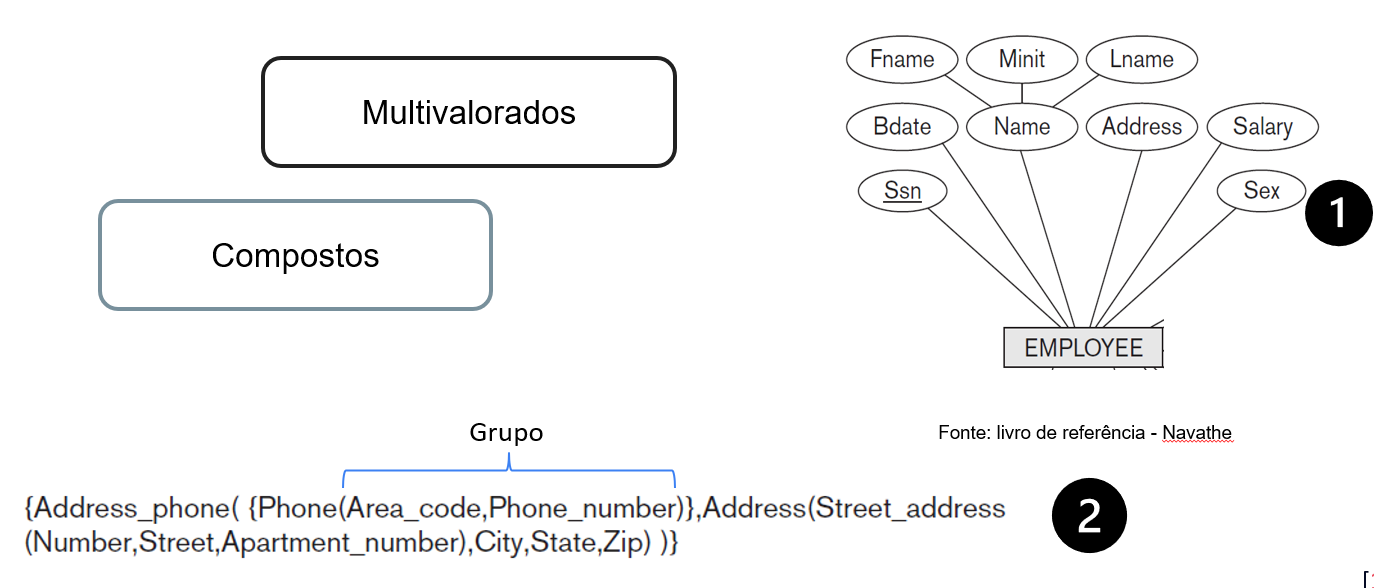 Multivalorados
Compostos
Fname Minit Lname
Bdate Name Address Salary
Ssn Sex
1
EMPLOYEE
Fonte: livro de referência - Navathe
Grupo
{Address_phone( {Phone(Area_code,Phone_number)},Address(Street_address
(Number,Street,Apartment_number),City,State,Zip) )}
2
[